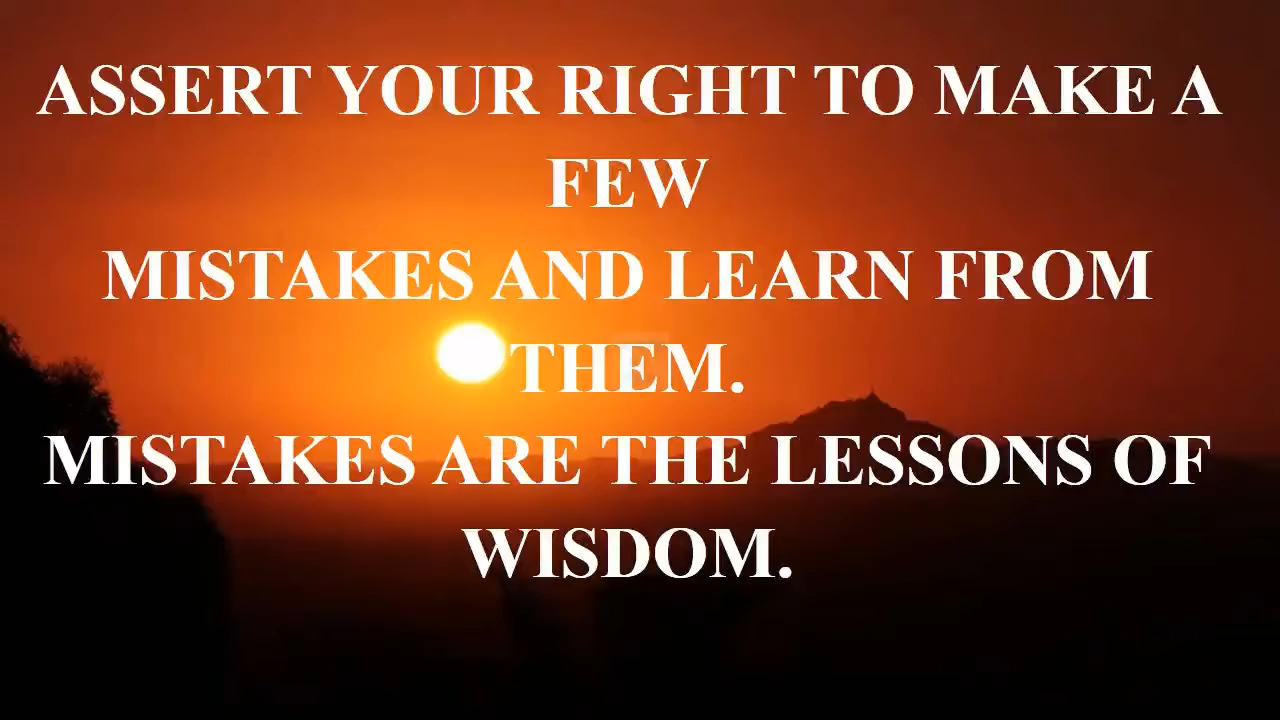 ASSERT YOUR RIGHT TO MAKE A
FEW
MISTAKES AND LEARN FROM
THEM.
MISTAKES ARE THE LESSONS OF
WISDOM.